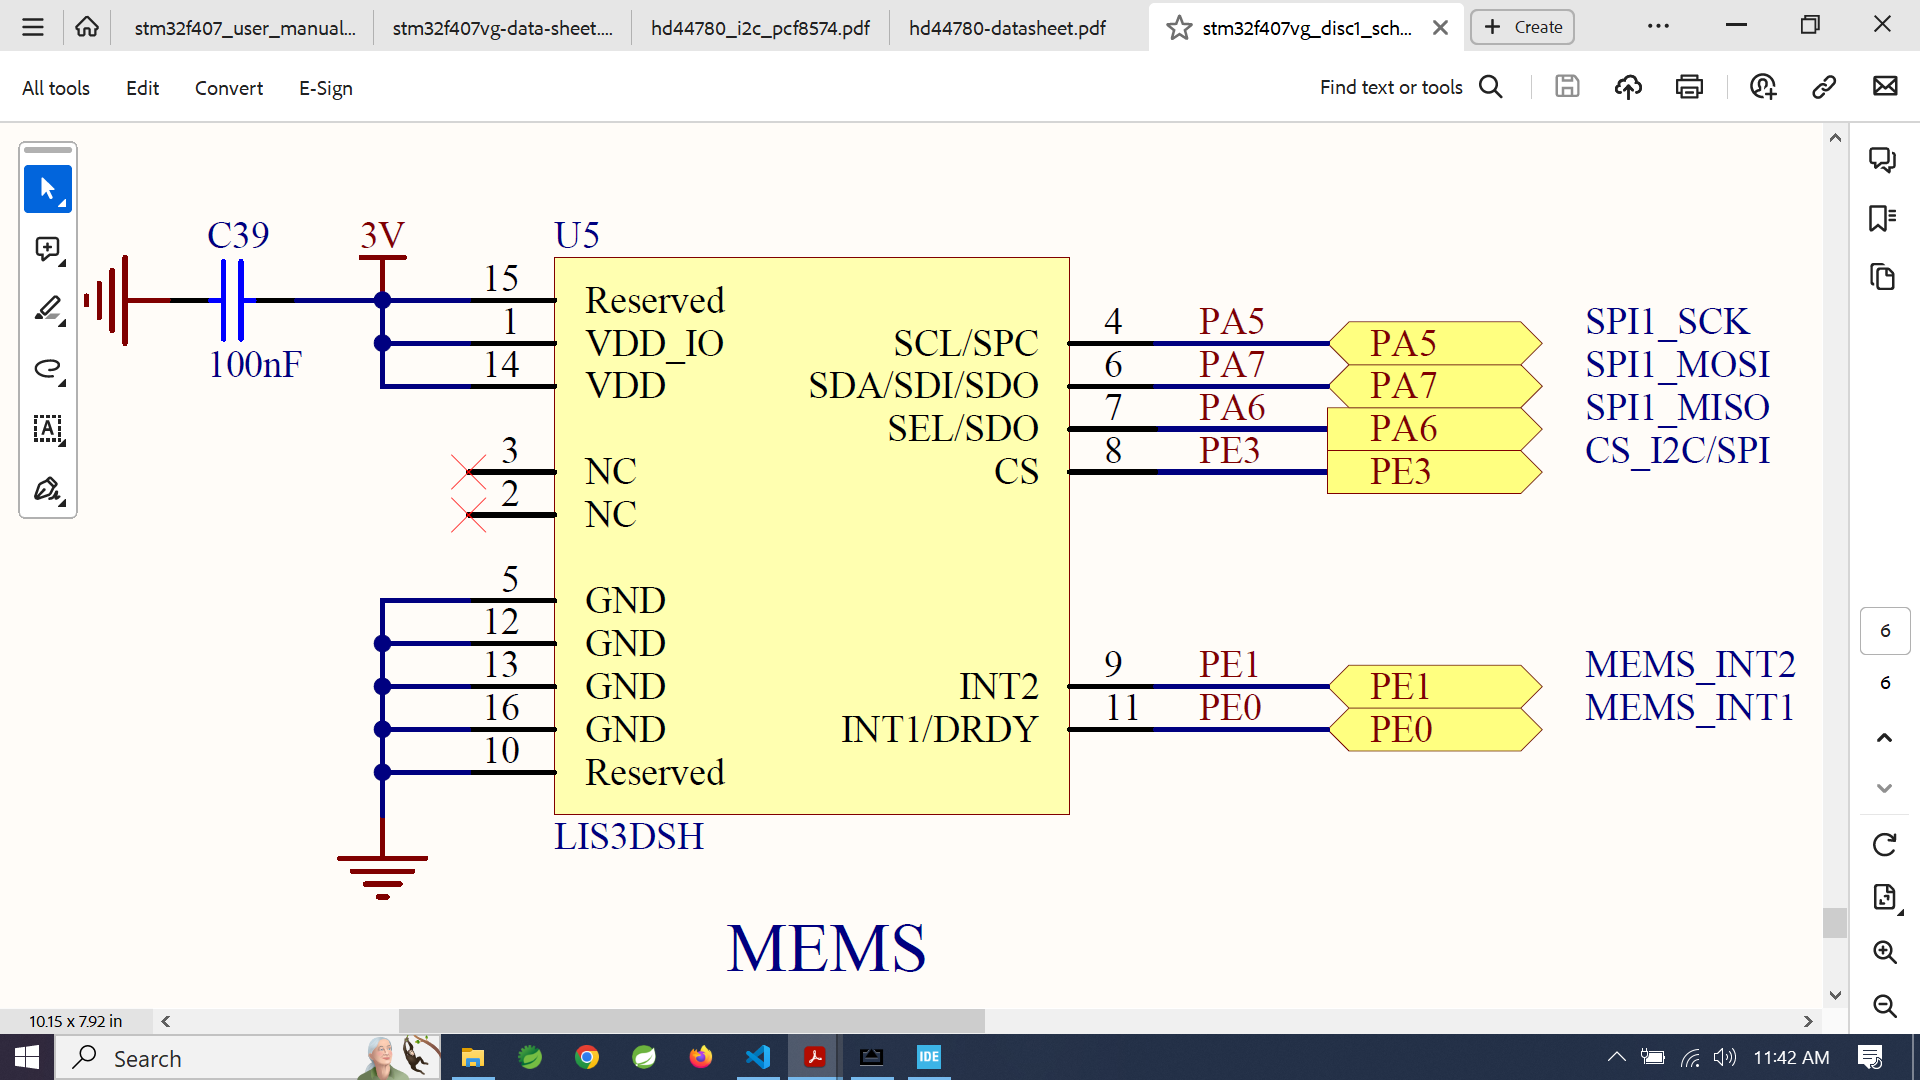 stm32f407_user_manual...
stm32f407vg-data-sheet....
hd44780_i2c_pcf8574.pdf
hd44780-datasheet.pdf
stm32f407vg_disc1_sch...
Create
All tools
Edit
Convert
E-Sign
Find text or tools
C39
100nF
3V
U5
15
Reserved
1
VDD_IO
14
VDD
3
NC
2
NC
5
GND
12
GND
13
GND
16
GND
10
Reserved
SCL/SPC
4
PA5
PA5
SPI1_SCK
SDA/SDI/SDO
6
PA7
PA7
SPI1_MOSI
SEL/SDO
7
PA6
PA6
SPI1_MISO
CS
8
PE3
PE3
CS_I2C/SPI
INT2
9
PE1
PE1
MEMS_INT2
INT1/DRDY
11
PE0
PE0
MEMS_INT1
LIS3DSH
MEMS
6
6
10.15 x 7.92 in
Search
IDE
11:42 AM